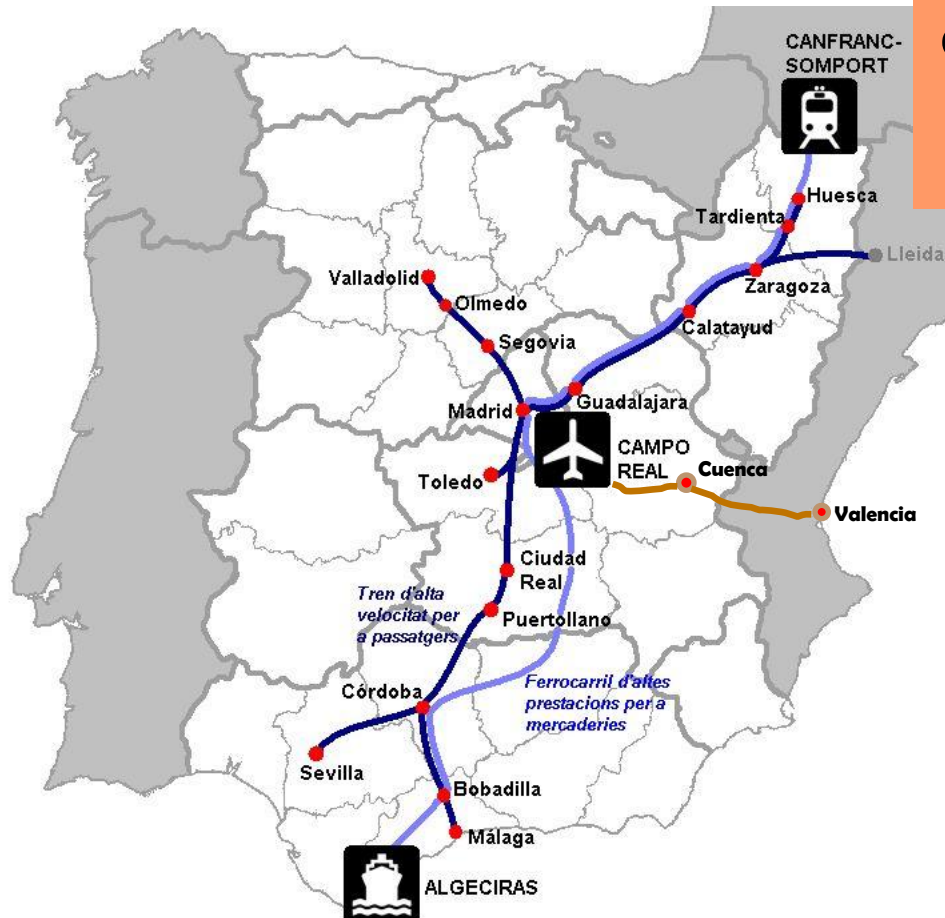 CANFRANC-
SOMPORT
Huesca
Tardienta
Lleida
Zaragoza
Valladolid
Olmedo
Calatayud
Segovia
Guadalajara
Madrid
CAMPO
REAL
Cuenca
Toledo
Valencia
Ciudad
Real
Tren d'alta
velocitat per
a passatgers
Puertollano
Ferrocarril d'altes
prestacions per a
mercaderies
Córdoba
Sevilla
Bobadilla
Málaga
ALGECIRAS